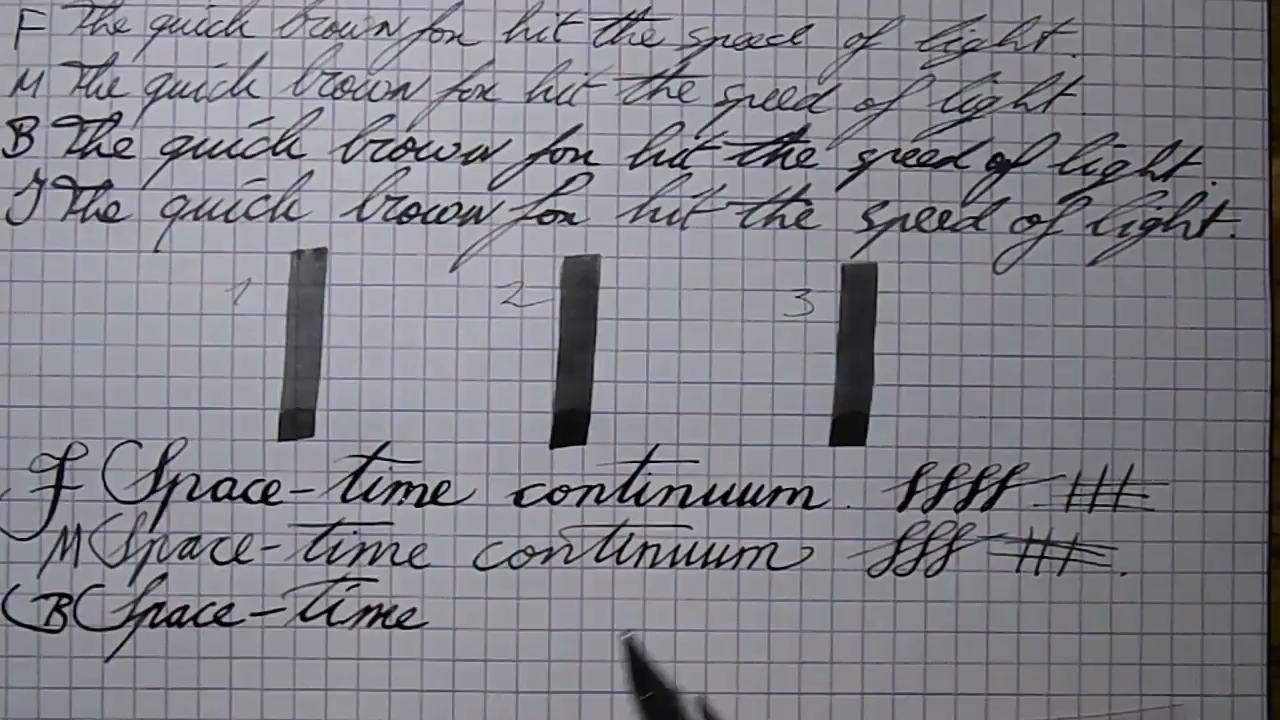 F The quick brown fox hit the speed of light.
M The quick brown fox hit the speed of light.
B The quick brown fox hit the speed of light.
J The quick brown fox hit the speed of light.
1 2 3
F Space-time continuum. ffff ###
M Space-time continuum fff ###.
B Space-time